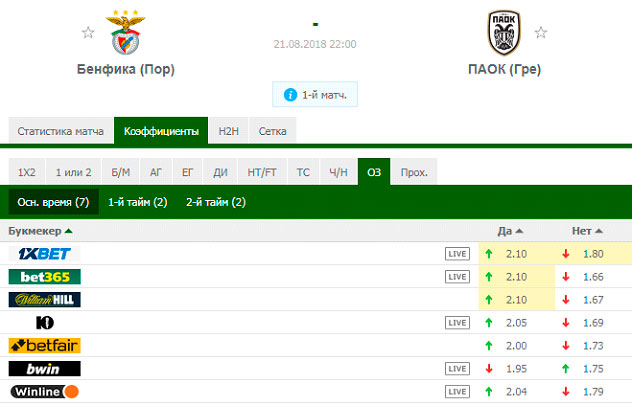 -
21.08.2018 22:00
Бенфика (Пор)
ПАОК (Гре)
i 1-й матч.
Статистика матча Коэффициенты H2H Сетка
1X2 1 или 2 Б/М АГ ЕГ ДИ HT/FT ТС Ч/Н ОЗ Прох.
Осн. время (7) 1-й тайм (2) 2-й тайм (2)
Букмекер Да Нет
1XBET LIVE 2.10 1.80
bet365 LIVE 2.10 1.66
William HILL 2.10 1.67
10 LIVE 2.05 1.69
betfair 2.00 1.73
bwin LIVE 1.95 1.75
Winline LIVE 2.04 1.79